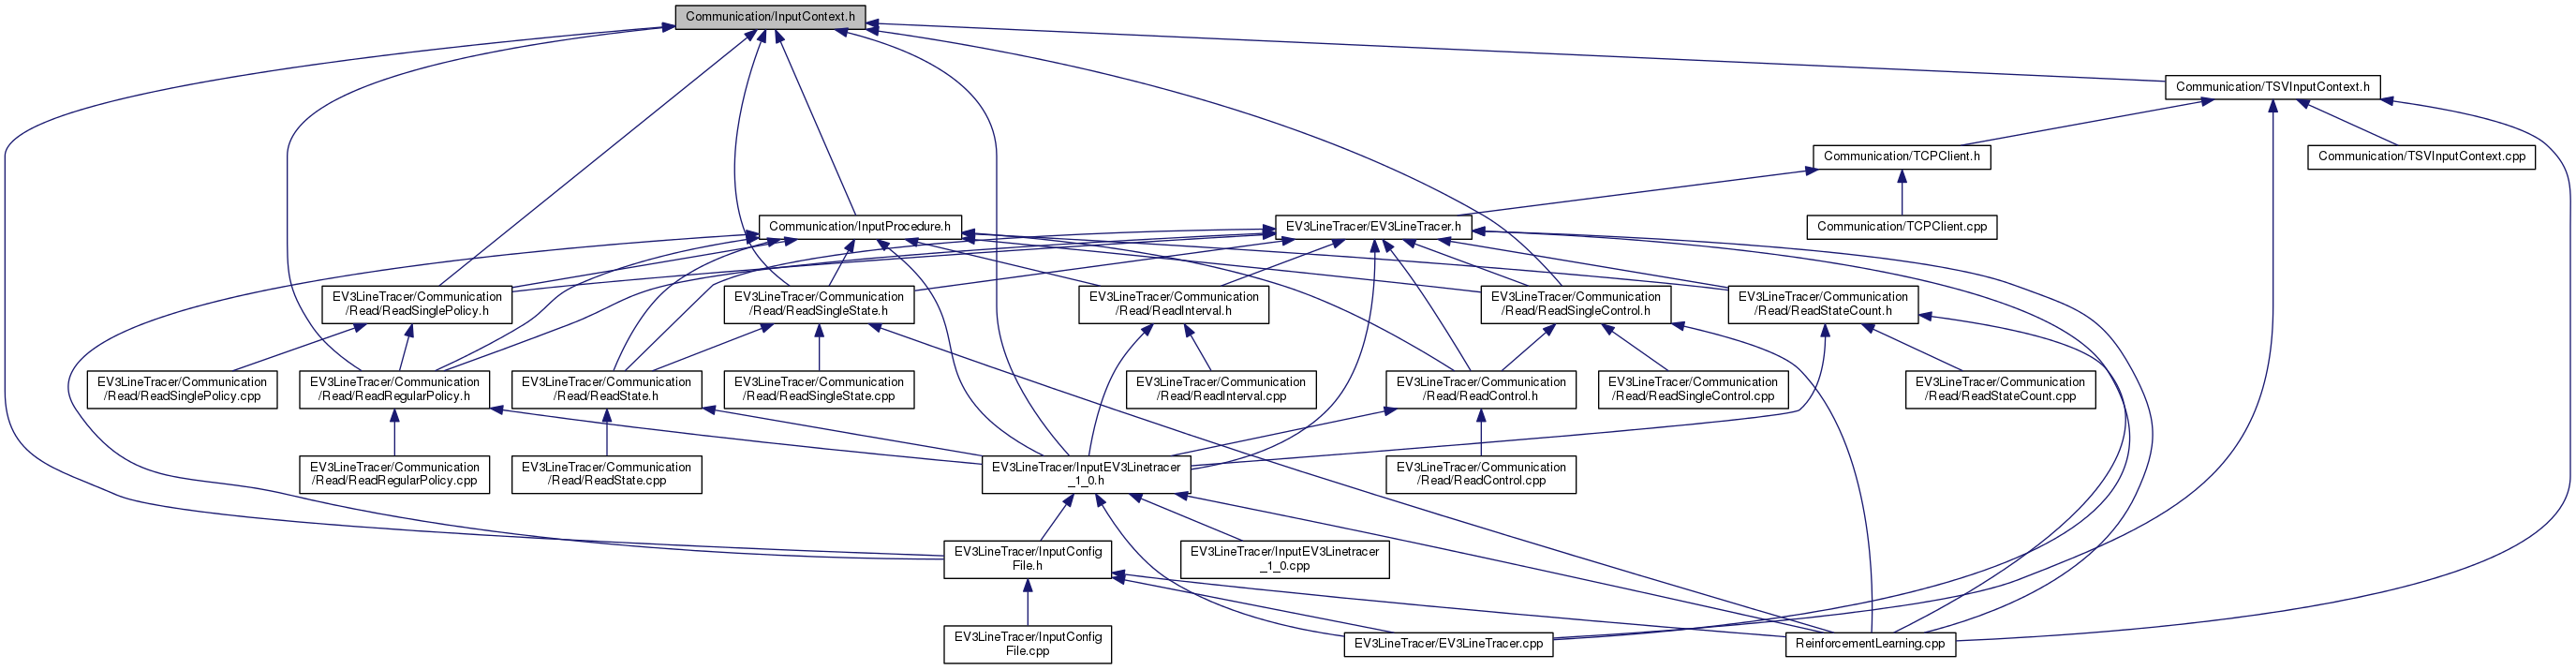 Communication/InputContext.h
Communication/TSVInputContext.h
Communication/TCPClient.h
Communication/TSVInputContext.cpp
Communication/InputProcedure.h
EV3LineTracer/EV3LineTracer.h
Communication/TCPClient.cpp
EV3LineTracer/Communication
/Read/ReadSinglePolicy.h
EV3LineTracer/Communication
/Read/ReadSingleState.h
EV3LineTracer/Communication
/Read/ReadInterval.h
EV3LineTracer/Communication
/Read/ReadSingleControl.h
EV3LineTracer/Communication
/Read/ReadStateCount.h
EV3LineTracer/Communication
/Read/ReadSinglePolicy.cpp
EV3LineTracer/Communication
/Read/ReadRegularPolicy.h
EV3LineTracer/Communication
/Read/ReadState.h
EV3LineTracer/Communication
/Read/ReadSingleState.cpp
EV3LineTracer/Communication
/Read/ReadInterval.cpp
EV3LineTracer/Communication
/Read/ReadControl.h
EV3LineTracer/Communication
/Read/ReadSingleControl.cpp
EV3LineTracer/Communication
/Read/ReadStateCount.cpp
EV3LineTracer/Communication
/Read/ReadRegularPolicy.cpp
EV3LineTracer/Communication
/Read/ReadState.cpp
EV3LineTracer/InputEV3Linetracer
_1_0.h
EV3LineTracer/Communication
/Read/ReadControl.cpp
EV3LineTracer/InputConfig
File.h
EV3LineTracer/InputEV3Linetracer
_1_0.cpp
EV3LineTracer/InputConfig
File.cpp
EV3LineTracer/EV3LineTracer.cpp
ReinforcementLearning.cpp